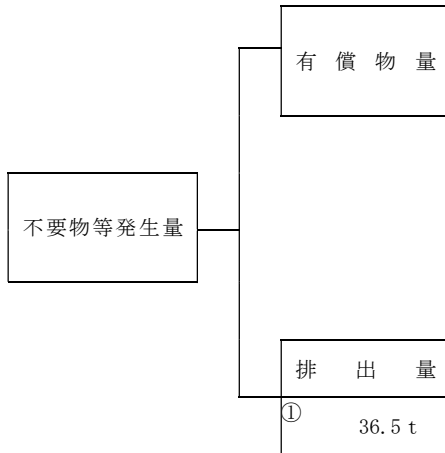 有償物量
不要物等発生量
排出量
①
36.5 t